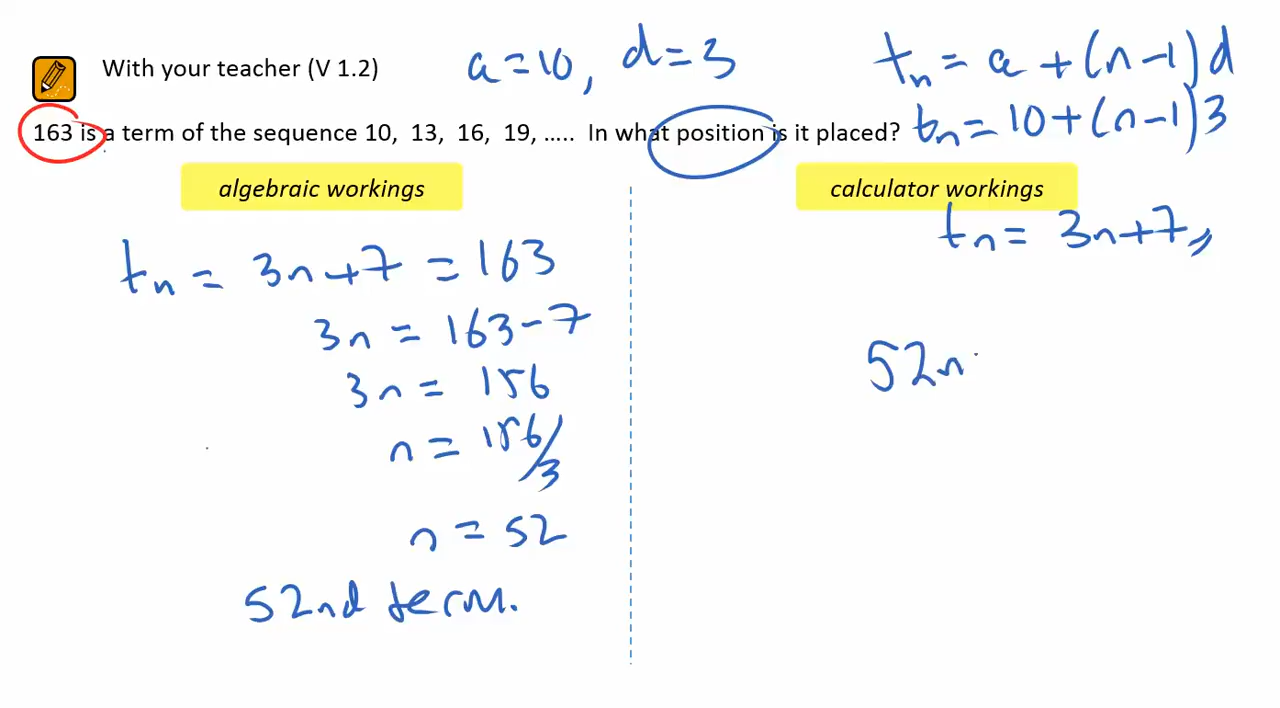 With your teacher (V 1.2)
a = 10, d = 3
tn = a + (n - 1) d
163 is a term of the sequence 10, 13, 16, 19, ..... In what position is it placed?
tn = 10 + (n - 1) 3
algebraic workings
calculator workings
tn = 3n + 7
tn = 3n + 7 = 163
3n = 163 - 7
3n = 156
n = 156/3
n = 52
52nd term.
52n